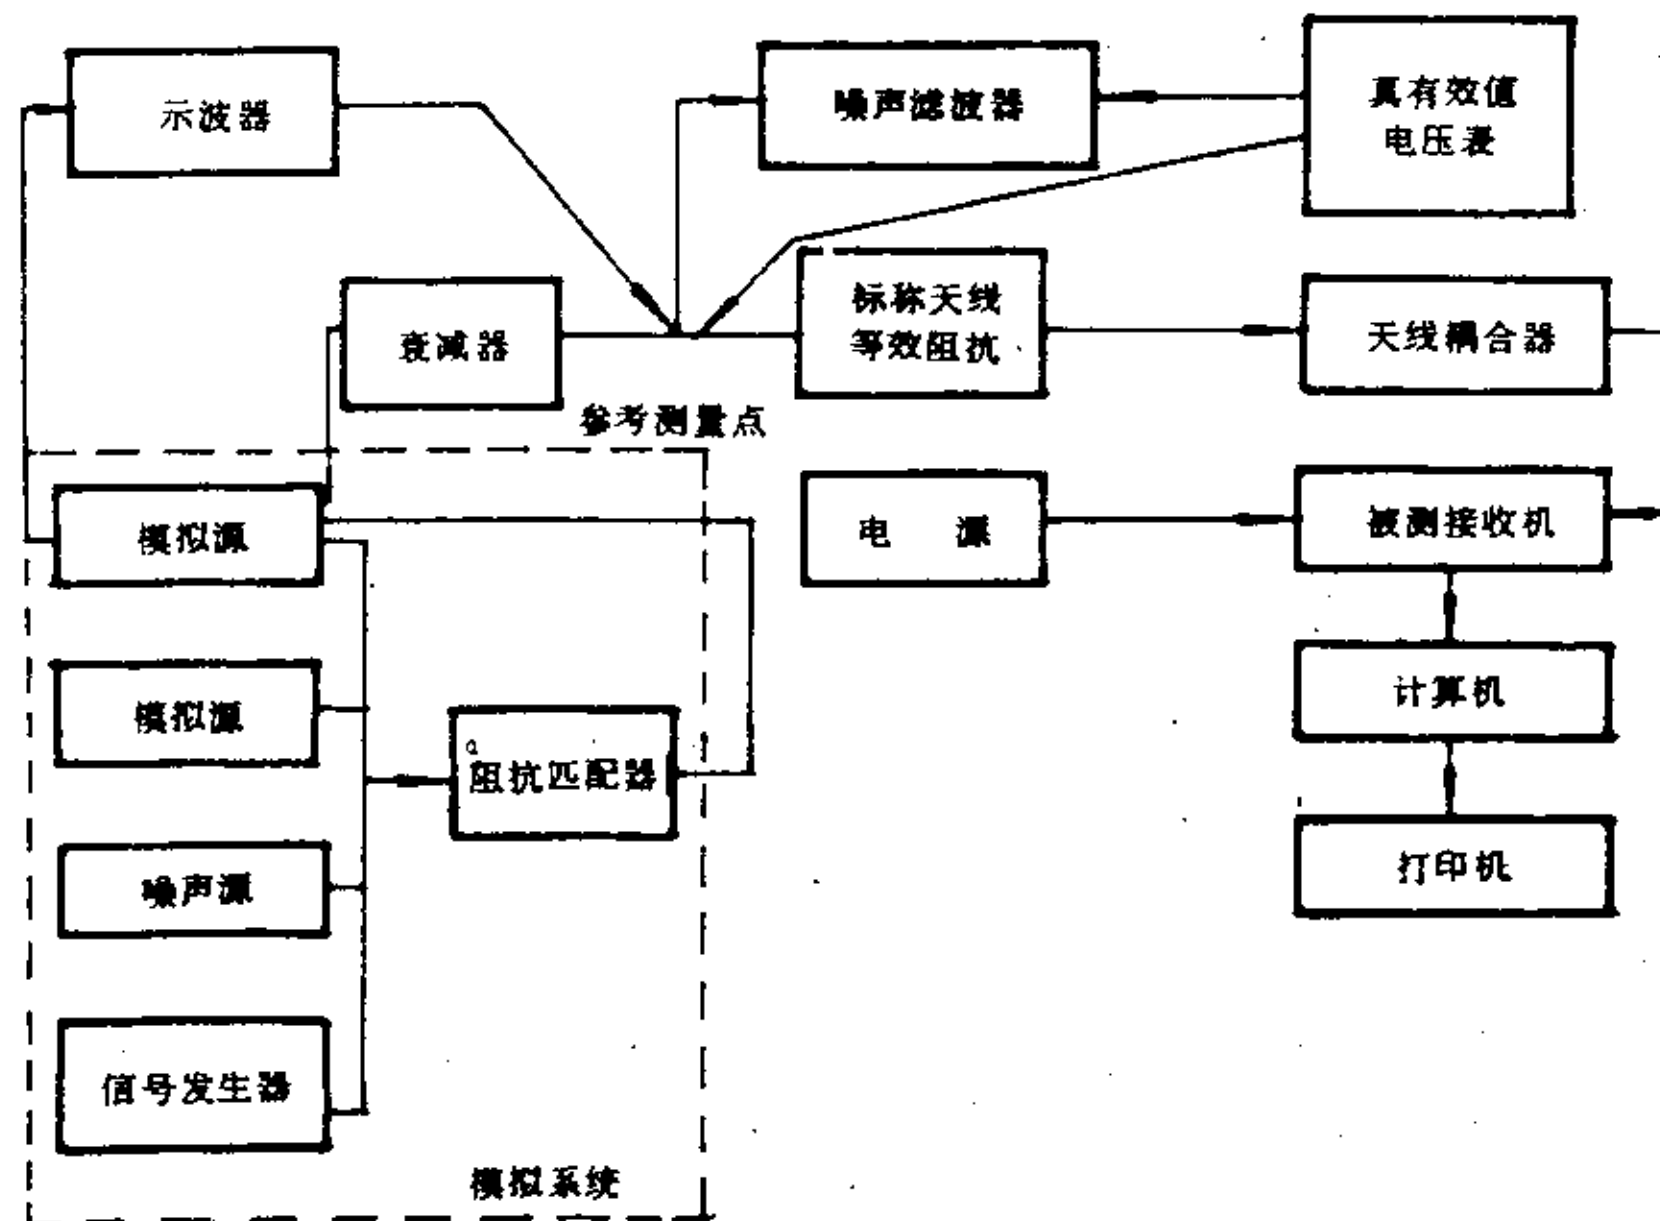 示波器
噪声滤波器
真有效值
电压表
衰减器
标称天线
等效阻抗
天线耦合器
参考测量点
模拟源
电 源
被测接收机
模拟源
阻抗匹配器
计算机
噪声源
打印机
信号发生器
模拟系统